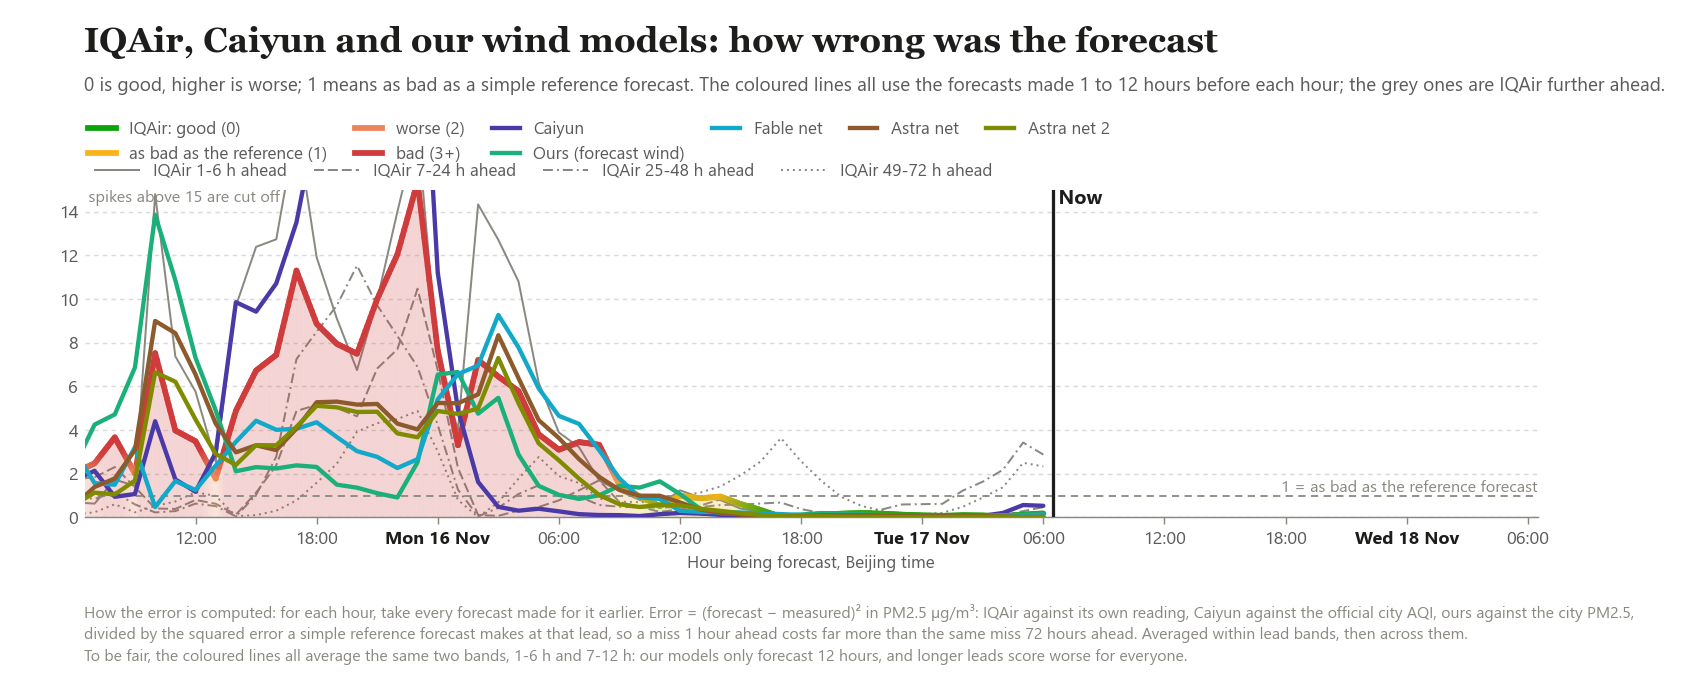 IQAir, Caiyun and our wind models: how wrong was the forecast
0 is good, higher is worse; 1 means as bad as a simple reference forecast. The coloured lines all use the forecasts made 1 to 12 hours before each hour; the grey ones are IQAir further ahead.
IQAir: good (0) worse (2) Caiyun Fable net Astra net Astra net 2
as bad as the reference (1) bad (3+) Ours (forecast wind)
IQAir 1-6 h ahead IQAir 7-24 h ahead IQAir 25-48 h ahead IQAir 49-72 h ahead
spikes above 15 are cut off
Now
14
12
10
8
6
4
2
1 = as bad as the reference forecast
0
12:00 18:00 Mon 16 Nov 06:00 12:00 18:00 Tue 17 Nov 06:00 12:00 18:00 Wed 18 Nov 06:00
Hour being forecast, Beijing time
How the error is computed: for each hour, take every forecast made for it earlier. Error = (forecast − measured)² in PM2.5 µg/m³: IQAir against its own reading, Caiyun against the official city AQI, ours against the city PM2.5,
divided by the squared error a simple reference forecast makes at that lead, so a miss 1 hour ahead costs far more than the same miss 72 hours ahead. Averaged within lead bands, then across them.
To be fair, the coloured lines all average the same two bands, 1-6 h and 7-12 h: our models only forecast 12 hours, and longer leads score worse for everyone.